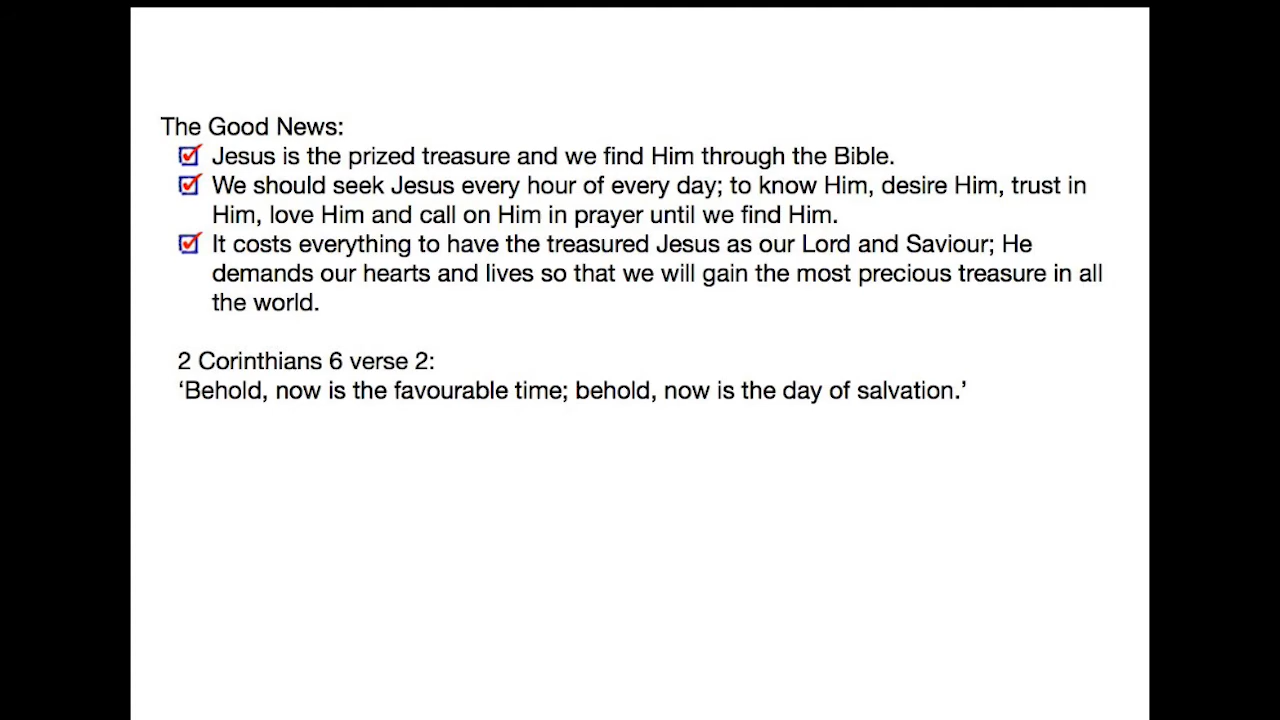 The Good News:
Jesus is the prized treasure and we find Him through the Bible.
We should seek Jesus every hour of every day; to know Him, desire Him, trust in
Him, love Him and call on Him in prayer until we find Him.
It costs everything to have the treasured Jesus as our Lord and Saviour; He
demands our hearts and lives so that we will gain the most precious treasure in all
the world.
2 Corinthians 6 verse 2:
‘Behold, now is the favourable time; behold, now is the day of salvation.’